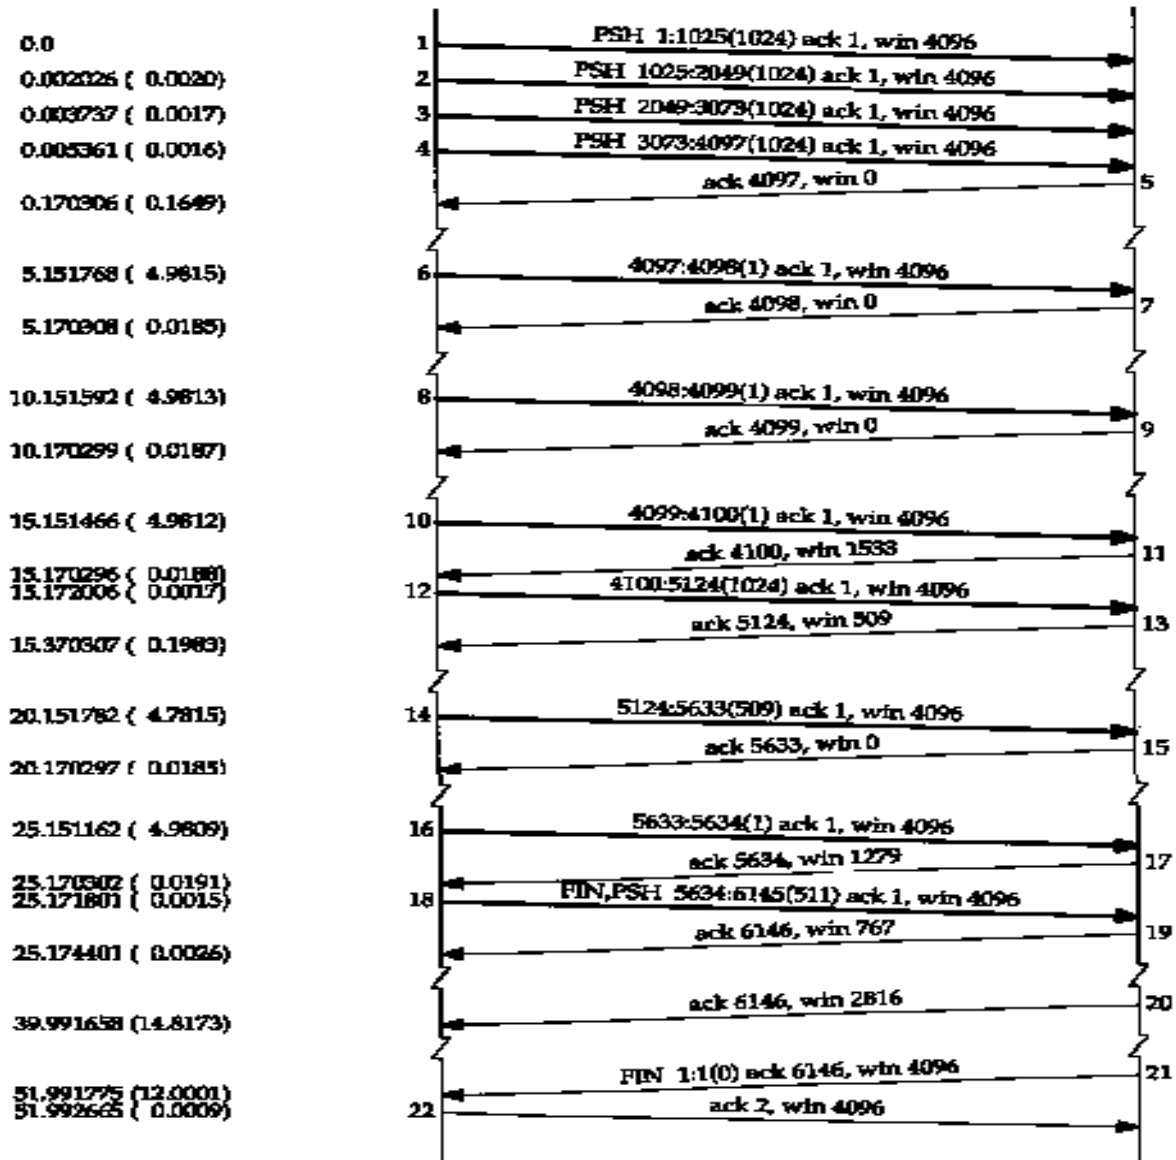 0.0 1 PSH 1:1025(1024) ack 1, win 4096
0.002026 ( 0.0020) 2 PSH 1025:2049(1024) ack 1, win 4096
0.003737 ( 0.0017) 3 PSH 2049:3073(1024) ack 1, win 4096
0.005361 ( 0.0016) 4 PSH 3073:4097(1024) ack 1, win 4096
ack 4097, win 0 5
0.170306 ( 0.1649)
5.151768 ( 4.9815) 6 4097:4098(1) ack 1, win 4096
ack 4098, win 0 7
5.170308 ( 0.0185)
10.151592 ( 4.9813) 8 4098:4099(1) ack 1, win 4096
ack 4099, win 0 9
10.170299 ( 0.0187)
15.151466 ( 4.9812) 10 4099:4100(1) ack 1, win 4096
ack 4100, win 1533 11
15.170296 ( 0.0188)
15.172006 ( 0.0017) 12 4100:5124(1024) ack 1, win 4096
ack 5124, win 509 13
15.370307 ( 0.1983)
20.151782 ( 4.7815) 14 5124:5633(509) ack 1, win 4096
ack 5633, win 0 15
20.170297 ( 0.0185)
25.151162 ( 4.9809) 16 5633:5634(1) ack 1, win 4096
ack 5634, win 1279 17
25.170302 ( 0.0191)
25.171801 ( 0.0015) 18 FIN,PSH 5634:6145(511) ack 1, win 4096
ack 6146, win 767 19
25.174401 ( 0.0026)
ack 6146, win 2816 20
39.991658 (14.8173)
FIN 1:1(0) ack 6146, win 4096 21
51.991775 (12.0001)
51.992665 ( 0.0009) 22 ack 2, win 4096